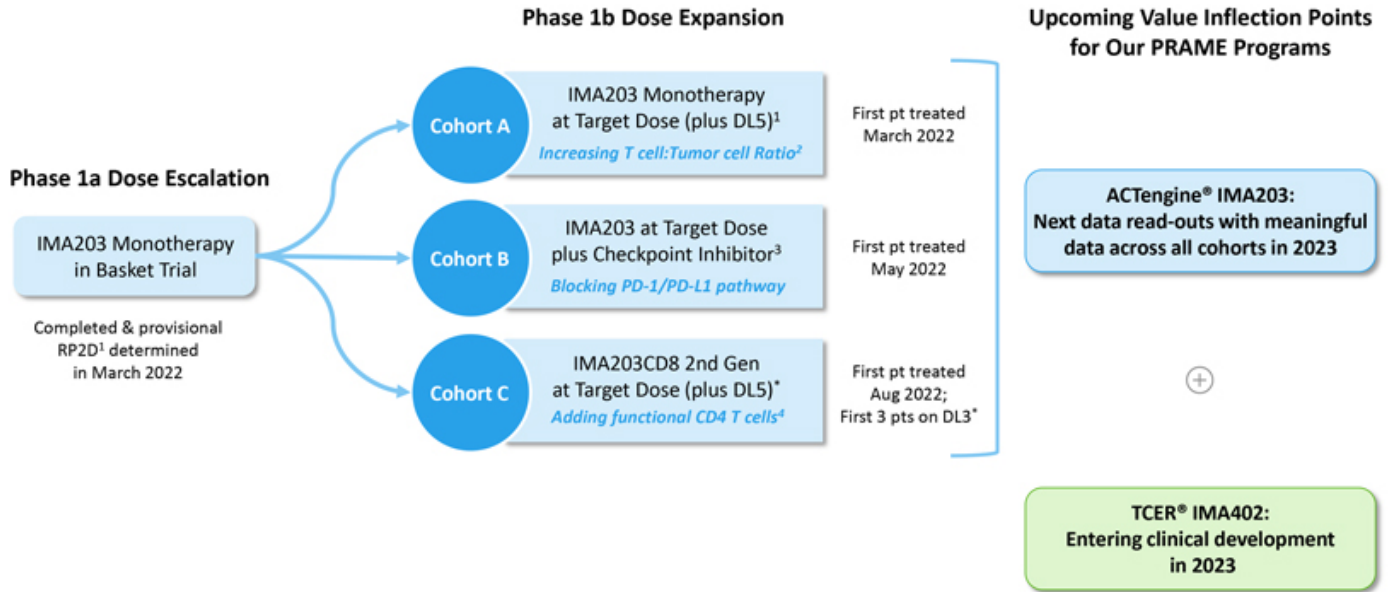 Phase 1b Dose Expansion
Upcoming Value Inflection Points
for Our PRAME Programs
Phase 1a Dose Escalation
IMA203 Monotherapy
in Basket Trial
Completed & provisional
RP2D¹ determined
in March 2022
Cohort A
IMA203 Monotherapy
at Target Dose (plus DL5)¹
Increasing T cell:Tumor cell Ratio²
First pt treated
March 2022
Cohort B
IMA203 at Target Dose
plus Checkpoint Inhibitor³
Blocking PD-1/PD-L1 pathway
First pt treated
May 2022
Cohort C
IMA203CD8 2nd Gen
at Target Dose (plus DL5)*
Adding functional CD4 T cells⁴
First pt treated
Aug 2022;
First 3 pts on DL3*
ACTengine® IMA203:
Next data read-outs with meaningful
data across all cohorts in 2023
TCER® IMA402:
Entering clinical development
in 2023